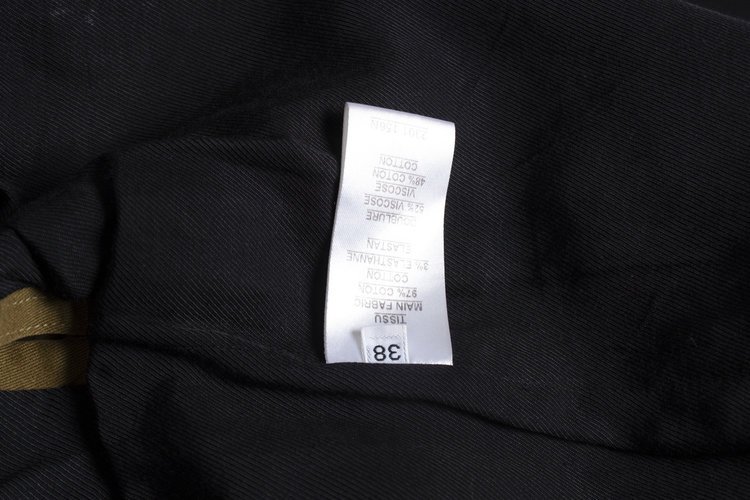 38
TISSU
MAIN FABRIC
97% COTON
COTTON
3% ELASTHANNE
ELASTAN
DOUBLURE
52% VISCOSE
VISCOSE
48% COTON
COTTON